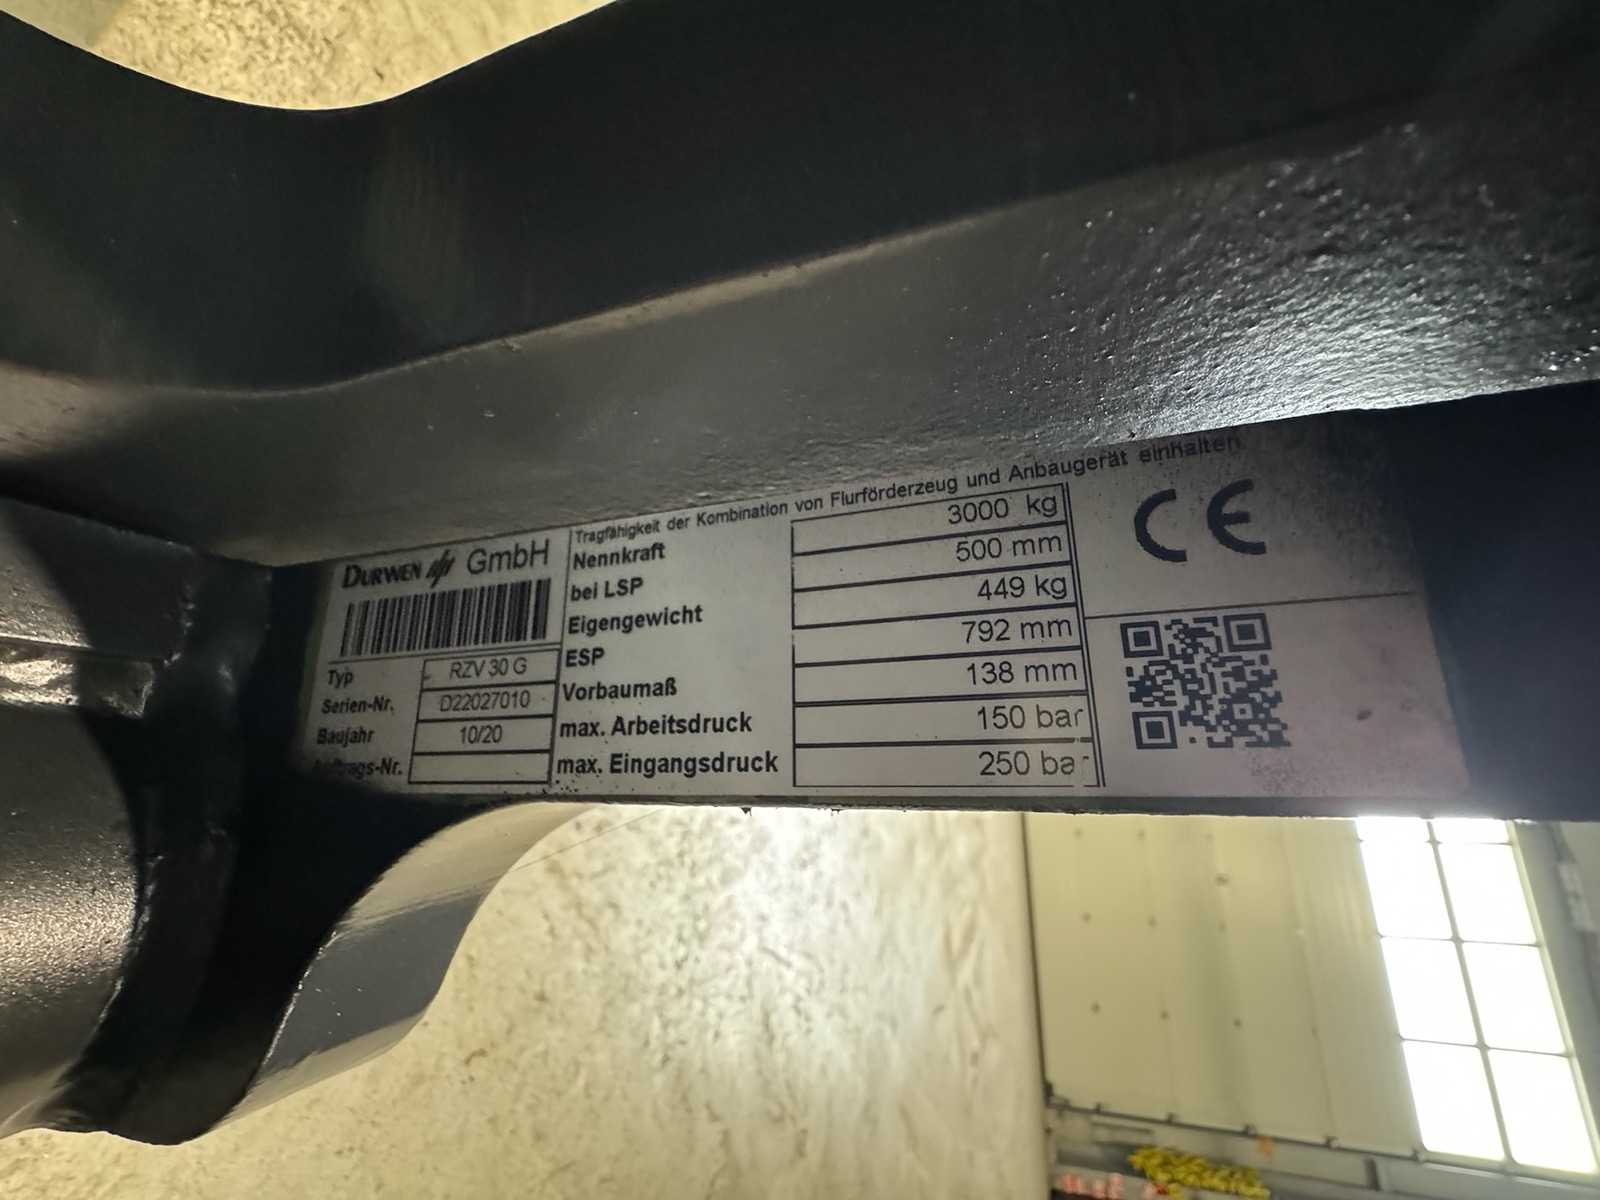 Tragfähigkeit der Kombination von Flurförderzeug und Anbaugerät einhalten
DURWEN GmbH
Typ RZV 30 G
Serien-Nr. D22027010
Baujahr 10/20
Auftrags-Nr.
Nennkraft 3000 kg
bei LSP 500 mm
Eigengewicht 449 kg
ESP 792 mm
Vorbaumaß 138 mm
max. Arbeitsdruck 150 bar
max. Eingangsdruck 250 bar
CE